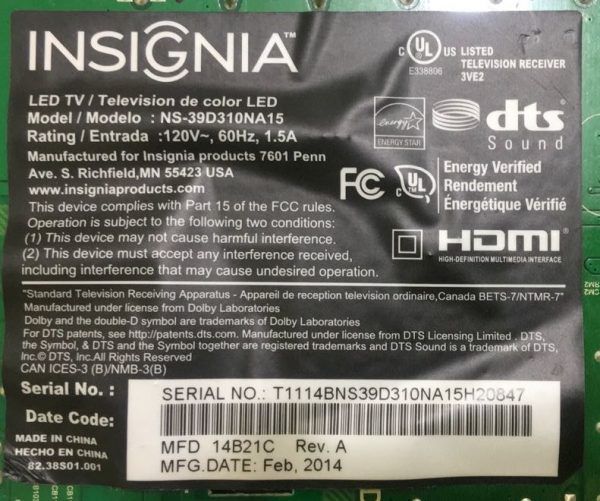 INSIGNIA™
C UL US LISTED
E338806
TELEVISION RECEIVER
3VE2
LED TV / Television de color LED
Model / Modelo : NS-39D310NA15
Rating / Entrada :120V~, 60Hz, 1.5A
energy
ENERGY STAR
dts
Sound
Manufactured for Insignia products 7601 Penn
Ave. S. Richfield,MN 55423 USA
www.insigniaproducts.com
FC
C UL
Energy Verified
Rendement
Énergétique Vérifié
This device complies with Part 15 of the FCC rules.
Operation is subject to the following two conditions:
(1) This device may not cause harmful interference.
(2) This device must accept any interference received,
including interference that may cause undesired operation.
HDMI
HIGH-DEFINITION MULTIMEDIA INTERFACE
"Standard Television Receiving Apparatus - Appareil de reception television ordinaire,Canada BETS-7/NTMR-7"
Manufactured under license from Dolby Laboratories
Dolby and the double-D symbol are trademarks of Dolby Laboratories
For DTS patents, see http://patents.dts.com. Manufactured under license from DTS Licensing Limited . DTS,
the Symbol, & DTS and the Symbol together are registered trademarks and DTS Sound is a trademark of DTS,
Inc.© DTS, Inc.All Rights Reserved
CAN ICES-3 (B)/NMB-3(B)
Serial No. :
SERIAL NO.: T1114BNS39D310NA15H20847
Date Code:
MADE IN CHINA
HECHO EN CHINA
82.38S01.001
MFD 14B21C Rev. A
MFG.DATE: Feb, 2014